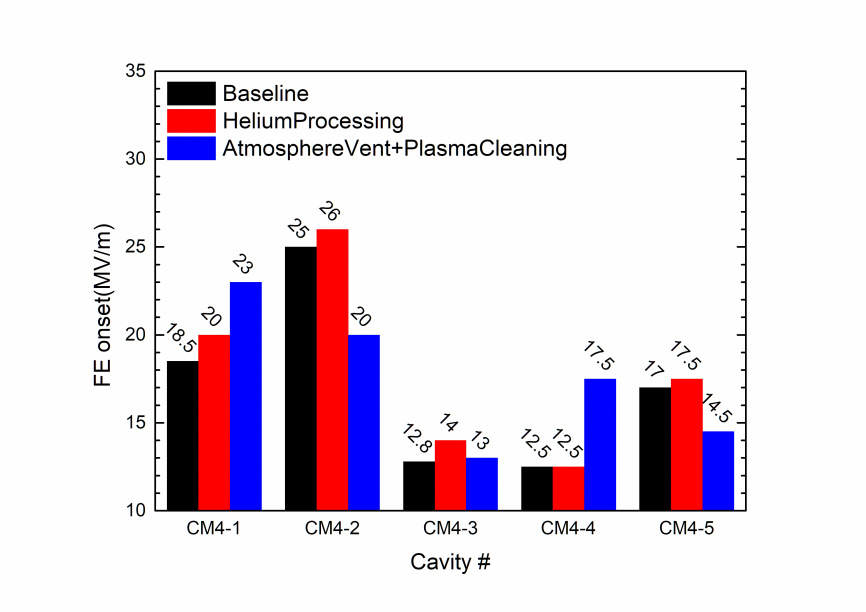 35
30
25
20
15
10
FE onset(MV/m)
Baseline
HeliumProcessing
AtmosphereVent+PlasmaCleaning
18.5
20
23
25
26
20
12.8
14
13
12.5
12.5
17.5
17
17.5
14.5
CM4-1
CM4-2
CM4-3
CM4-4
CM4-5
Cavity #